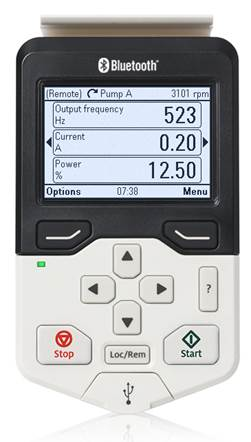 Bluetooth®
(Remote) Pump A 3101 rpm
Output frequency
Hz 523
Current
A 0.20
Power
% 12.50
Options 07:38 Menu
?
Stop
Loc/Rem
Start